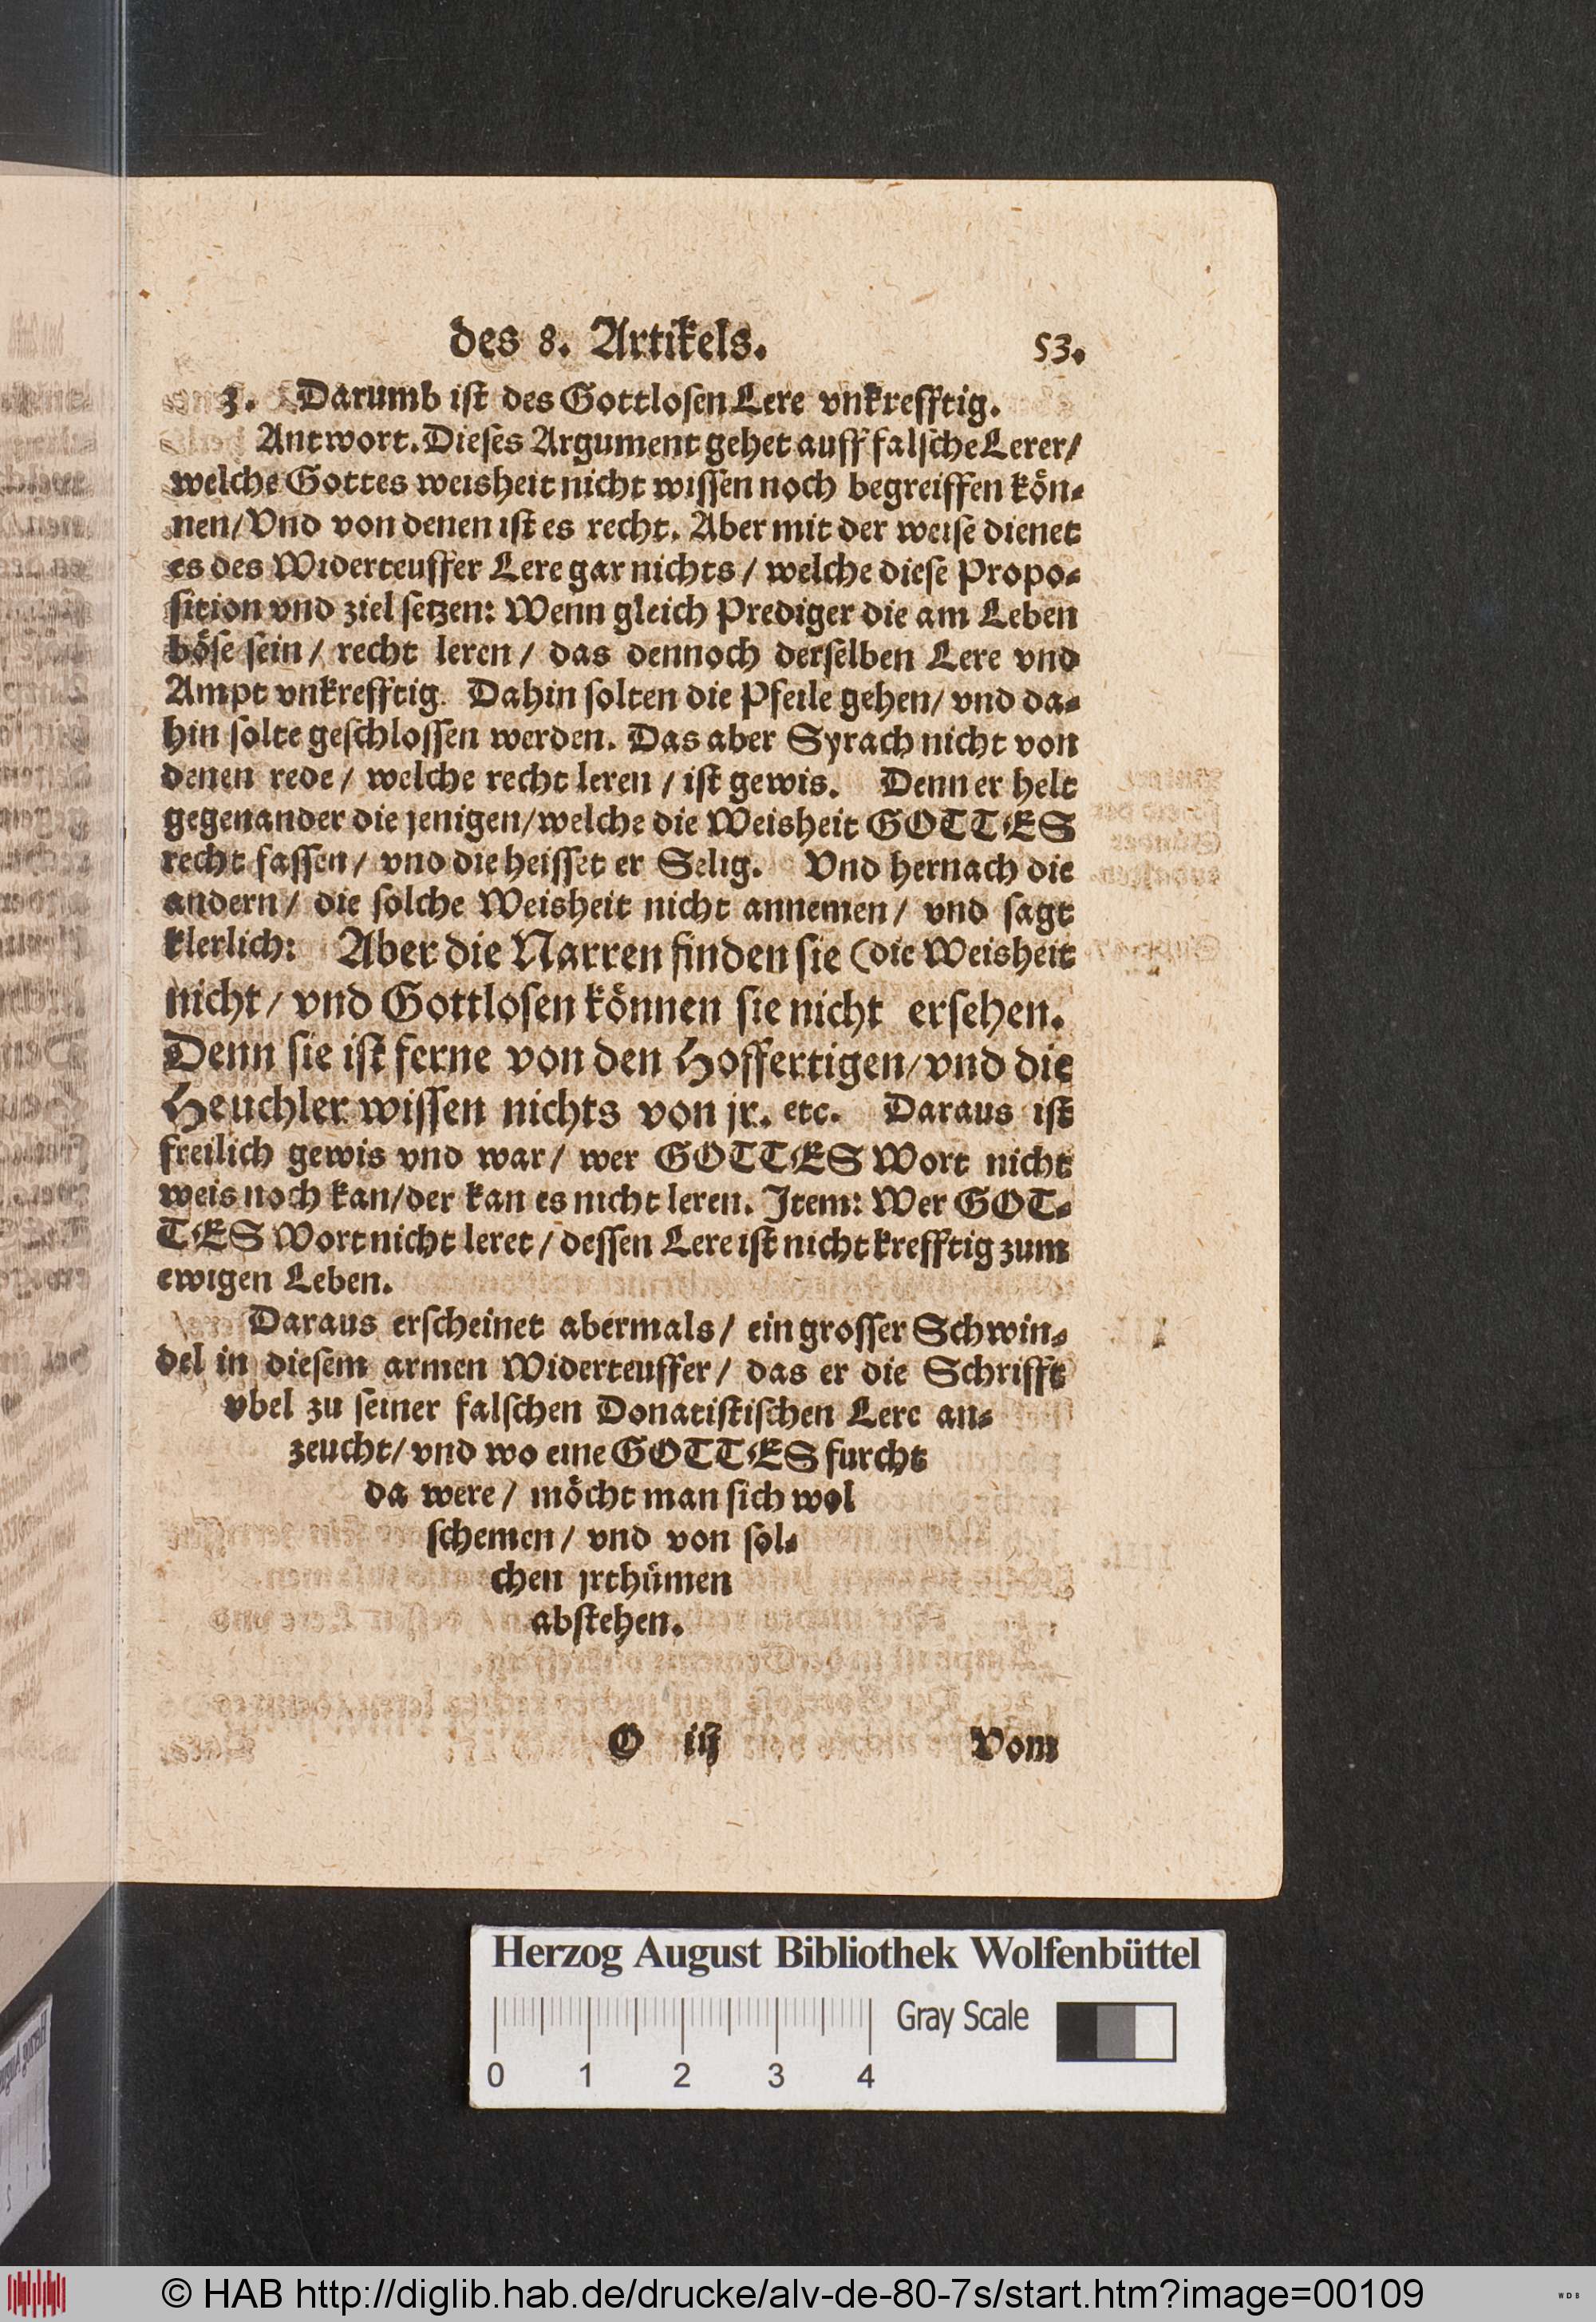 des 8. Artikels. 53.
3. Darumb iſt des Gottloſen Lere vnkrefftig.
Antwort. Dieſes Argument gehet auff falſche Lerer/
welche Gottes weisheit nicht wiſſen noch begreiffen kön⸗
nen/ Vnd von denen iſt es recht. Aber mit der weiſe dienet
es des Widerteuffer Lere gar nichts / welche dieſe Propo⸗
ſition vnd ziel ſetzen: Wenn gleich Prediger die am Leben
böſe ſein / recht leren / das dennoch derſelben Lere vnd
Ampt vnkrefftig. Dahin ſolten die Pfeile gehen/ vnd da⸗
hin ſolte geſchloſſen werden. Das aber Syrach nicht von
denen rede / welche recht leren / iſt gewis. Denn er helt
gegenander die jenigen/ welche die Weisheit GOTTES
recht faſſen / vnd die heiſſet er Selig. Vnd hernach die
andern / die ſolche Weisheit nicht annemen / vnd ſagt
klerlich: Aber die Narren finden ſie (die Weisheit
nicht / vnd Gottloſen können ſie nicht erſehen.
Denn ſie iſt ferne von den Hoffertigen/ vnd die
Heuchler wiſſen nichts von jr. etc. Daraus iſt
freilich gewis vnd war / wer GOTTES Wort nicht
weis noch kan/ der kan es nicht leren. Item: Wer GOT⸗
TES Wort nicht leret / deſſen Lere iſt nicht krefftig zum
ewigen Leben.
Daraus erſcheinet abermals / ein groſſer Schwin⸗
del in dieſem armen Widerteuffer / das er die Schrifft
vbel zu ſeiner falſchen Donatiſtiſchen Lere an⸗
zeucht/ vnd wo eine GOTTES furcht
da were / möcht man ſich wol
ſchemen / vnd von ſol⸗
chen jrthümen
abſtehen.
O iij Vom
Herzog August Bibliothek Wolfenbüttel
Gray Scale
0 1 2 3 4
© HAB http://diglib.hab.de/drucke/alv-de-80-7s/start.htm?image=00109
WDB